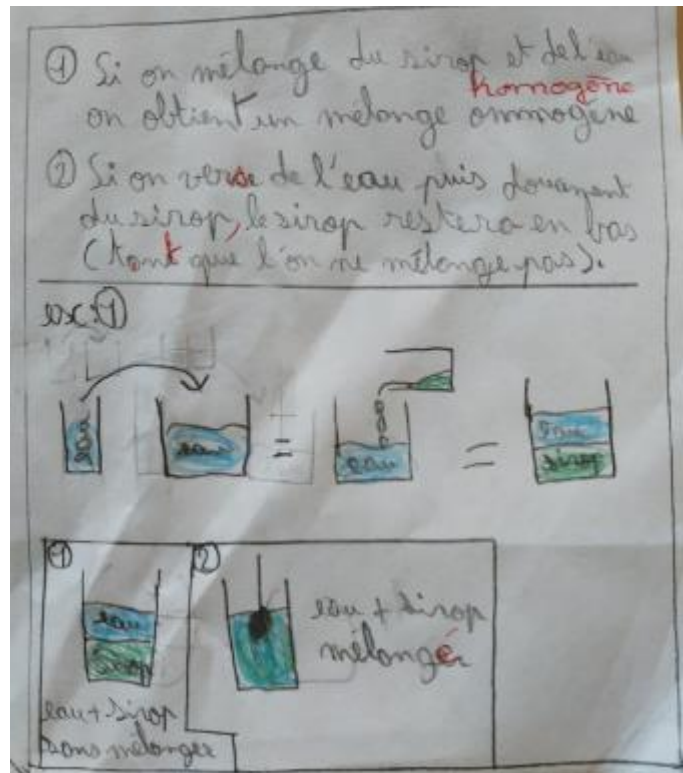 ① Si on mélange du sirop et de l'eau
homogène
on obtient un mélange ommogène
② Si on verse de l'eau puis doucement
du sirop, le sirop restera en bas
(tant que l'on ne mélange pas).
ex:①
eau eau = eau = eau
sirop
① ②
eau
sirop
eau + sirop
mélangé
eau + sirop
sans mélanger